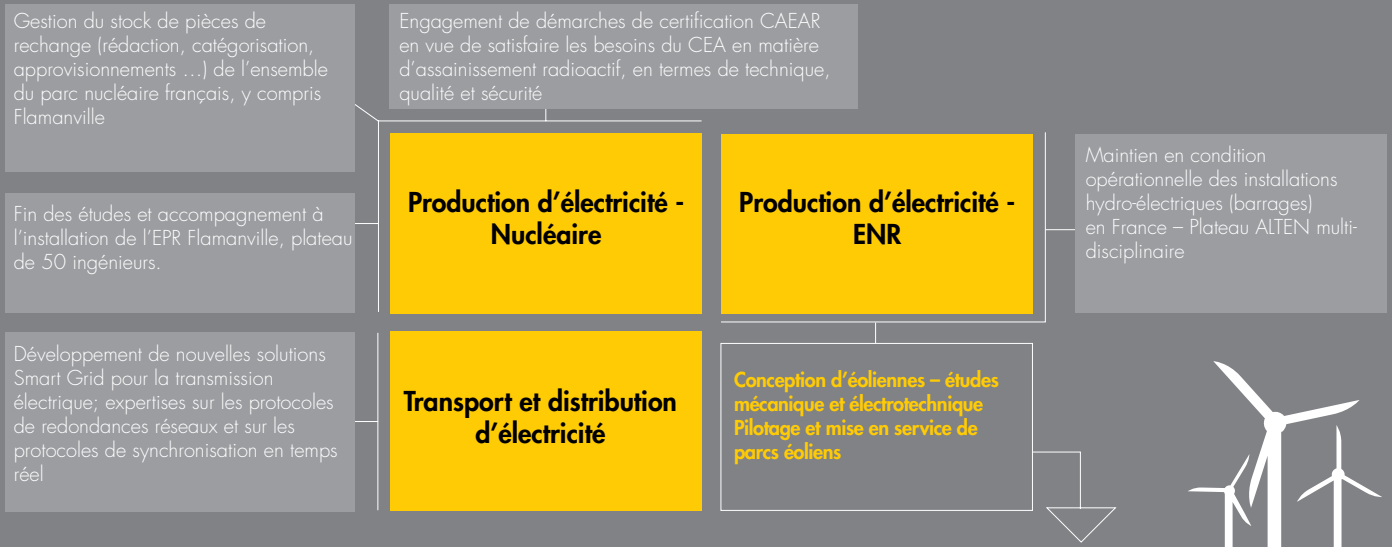 Gestion du stock de pièces de
rechange (rédaction, catégorisation,
approvisionnements ...) de l'ensemble
du parc nucléaire français, y compris
Flamanville
Engagement de démarches de certification CAEAR
en vue de satisfaire les besoins du CEA en matière
d'assainissement radioactif, en termes de technique,
qualité et sécurité
Fin des études et accompagnement à
l'installation de l'EPR Flamanville, plateau
de 50 ingénieurs.
Production d'électricité -
Nucléaire
Production d'électricité -
ENR
Maintien en condition
opérationnelle des installations
hydro-électriques (barrages)
en France – Plateau ALTEN multi-
disciplinaire
Développement de nouvelles solutions
Smart Grid pour la transmission
électrique; expertises sur les protocoles
de redondances réseaux et sur les
protocoles de synchronisation en temps
réel
Transport et distribution
d'électricité
Conception d'éoliennes – études
mécanique et électrotechnique
Pilotage et mise en service de
parcs éoliens